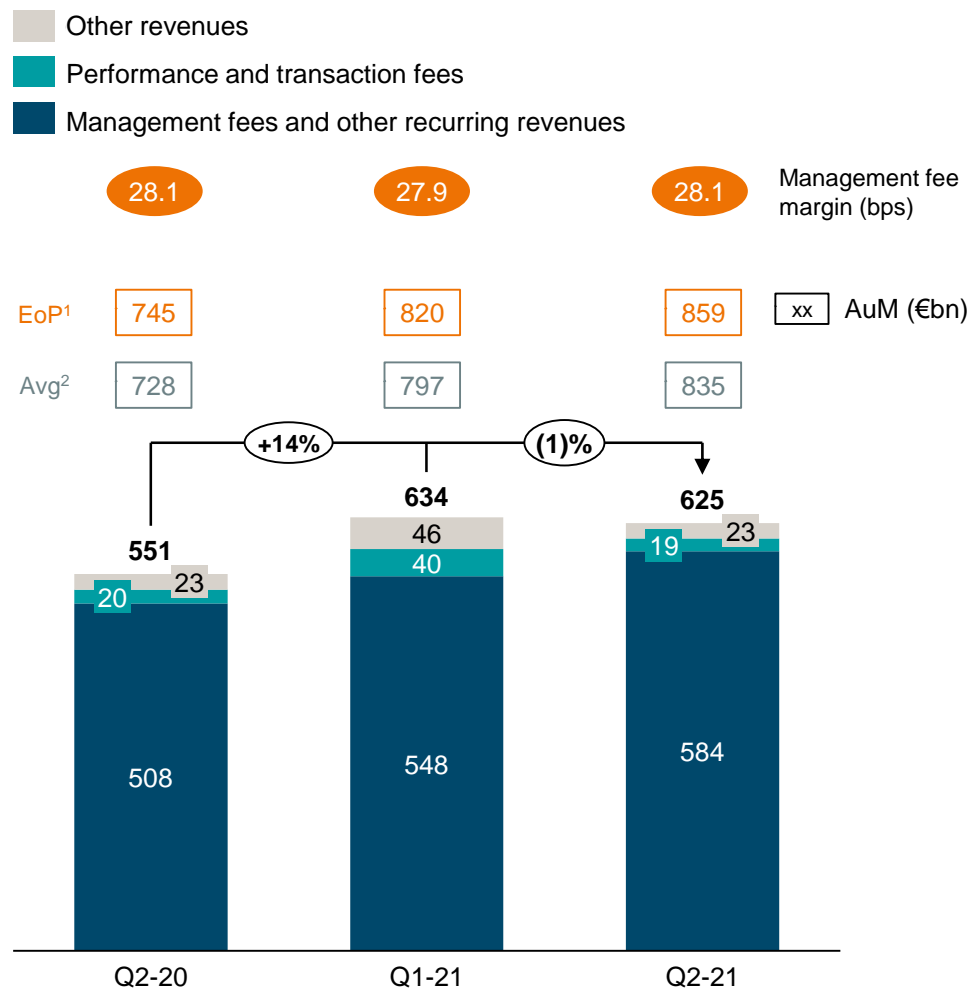 Other revenues
Performance and transaction fees
Management fees and other recurring revenues
28.1 27.9 28.1 Management fee margin (bps)
EoP¹ 745 820 859 xx AuM (€bn)
Avg² 728 797 835
+14% (1)%
551 634 625
23 46 23
20 40 19
508 548 584
Q2-20 Q1-21 Q2-21